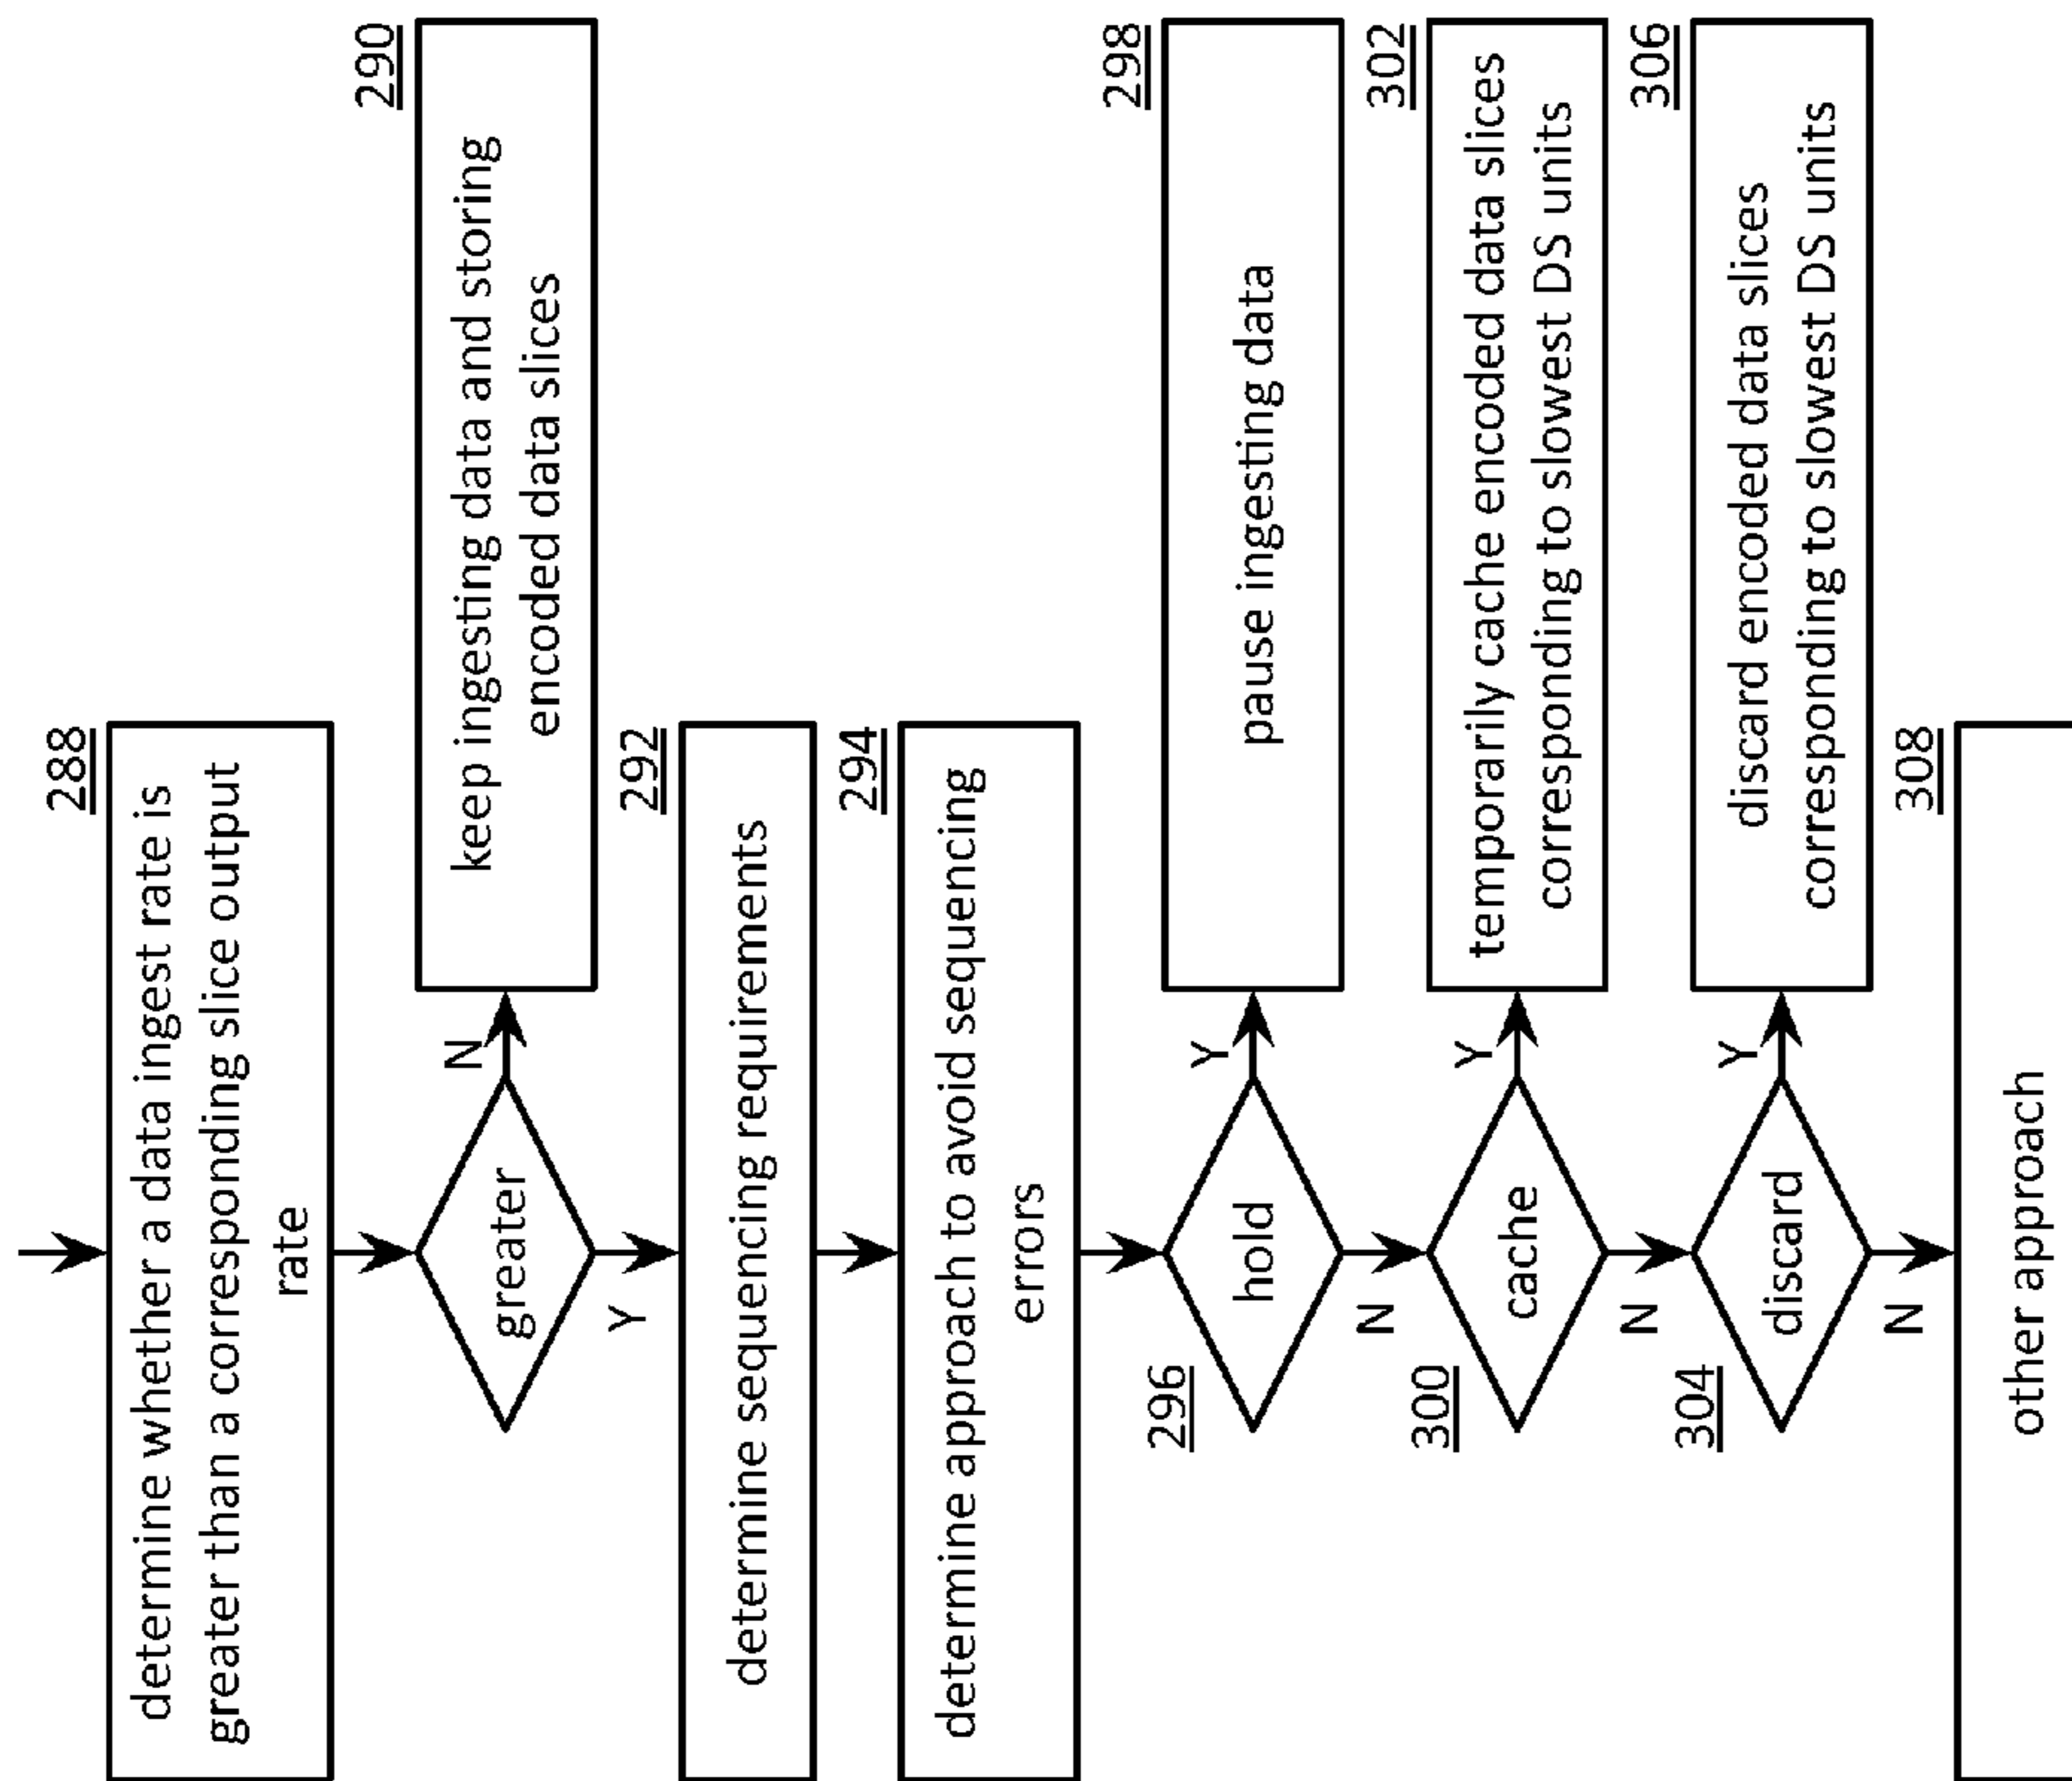 288
determine whether a data ingest rate is
greater than a corresponding slice output
rate
greater
N
290
keep ingesting data and storing
encoded data slices
Y
292
determine sequencing requirements
294
determine approach to avoid sequencing
errors
296
hold
Y
298
pause ingesting data
N
300
cache
Y
302
temporarily cache encoded data slices
corresponding to slowest DS units
N
304
discard
Y
306
discard encoded data slices
corresponding to slowest DS units
N
308
other approach